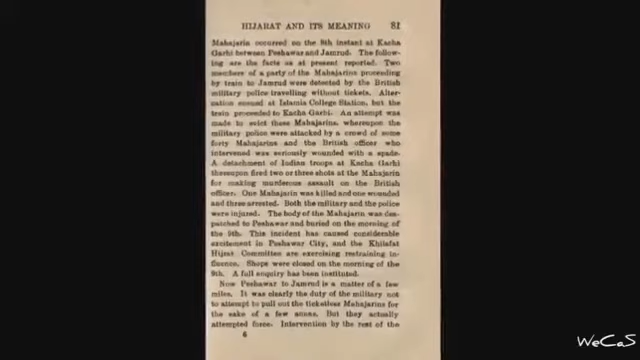 HIJARAT AND ITS MEANING 81
Mahajarin occurred on the 8th instant at Kacha
Garhi between Peshawar and Jamrud. The follow-
ing are the facts as at present reported. Two
members of a party of the Mahajarins proceeding
by train to Jamrud were detected by the British
military police travelling without tickets. Alter-
cation ensued at Islamia College Station, but the
train proceeded to Kacha Garhi. An attempt was
made to evict these Mahajarins, whereupon the
military police were attacked by a crowd of some
forty Mahajarins and the British officer who
intervened was seriously wounded with a spade.
A detachment of Indian troops at Kacha Garhi
thereupon fired two or three shots at the Mahajarin
for making murderous assault on the British
officer. One Mahajarin was killed and one wounded
and three arrested. Both the military and the police
were injured. The body of the Mahajarin was des-
patched to Peshawar and buried on the morning of
the 9th. This incident has caused considerable
excitement in Peshawar City, and the Khilafat
Hijrat Committee are exercising restraining in-
fluence. Shops were closed on the morning of the
9th. A full enquiry has been instituted.
Now Peshawar to Jamrud is a matter of a few
miles. It was clearly the duty of the military not
to attempt to pull out the ticketless Mahajarins for
the sake of a few annas. But they actually
attempted force. Intervention by the rest of the
6
WeCaS